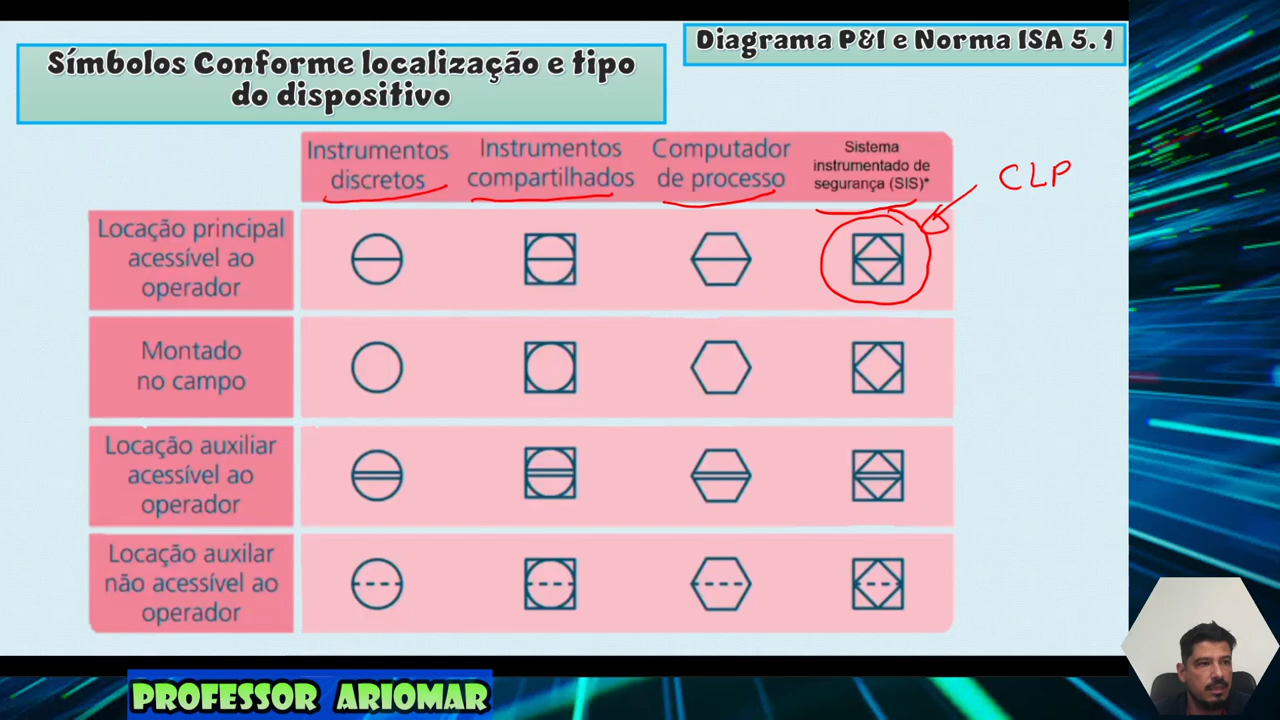 Diagrama P&I e Norma ISA 5.1
Símbolos Conforme localização e tipo
do dispositivo
Instrumentos
discretos
Instrumentos
compartilhados
Computador
de processo
Sistema
instrumentado de
segurança (SIS)*
CLP
Locação principal
acessível ao
operador
Montado
no campo
Locação auxiliar
acessível ao
operador
Locação auxilar
não acessível ao
operador
PROFESSOR ARIOMAR